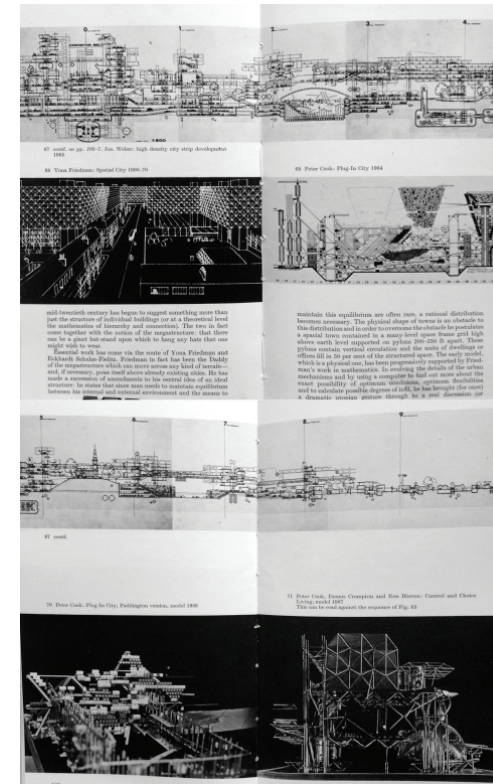 67 contd. on pp. 106-7, Jan. Weber: high density city strip development
1965
68 Yona Friedman: Spatial City 1960-70
69 Peter Cook: Plug-In City 1964
mid-twentieth century has begun to suggest something more than
just the structure of individual buildings (or at a theoretical level
the mathematics of hierarchy and connection). The two in fact
come together with the notion of the megastructure: that there
can be a giant hat-stand upon which to hang any hats that one
might wish to wear.
Essential work has come via the route of Yona Friedman and
Eckhardt Schulze-Fielitz. Friedman in fact has been the Daddy
of the megastructure which can move across any kind of terrain—
and, if necessary, poise itself above already existing cities. He has
made a succession of amendments to his central idea of an ideal
structure: he states that since man needs to maintain equilibrium
between his internal and external environment and the means to
maintain this equilibrium are often rare, a rational distribution
becomes necessary. The physical shape of towns is an obstacle to
this distribution and in order to overcome the obstacle he postulates
a spatial town contained in a many-level space frame grid high
above earth level supported on pylons 200-250 ft apart. These
pylons contain vertical circulation and the units of dwellings or
offices fill in 50 per cent of the structured space. The early model,
which is a physical one, has been progressively supported by Fried-
man's work in mathematics. In evolving the details of the urban
mechanisms and by using a computer to find out more about the
exact possibility of optimum conditions, optimum flexibilities
and to calculate possible degrees of infill, he has brought (for once)
a dramatic utopian picture through to a real discussion
67 contd.
70 Peter Cook: Plug-In City, Paddington version, model 1966
71 Peter Cook, Dennis Crompton and Ron Herron: Control and Choice
Living, model 1967
This can be read against the sequence of Fig. 63